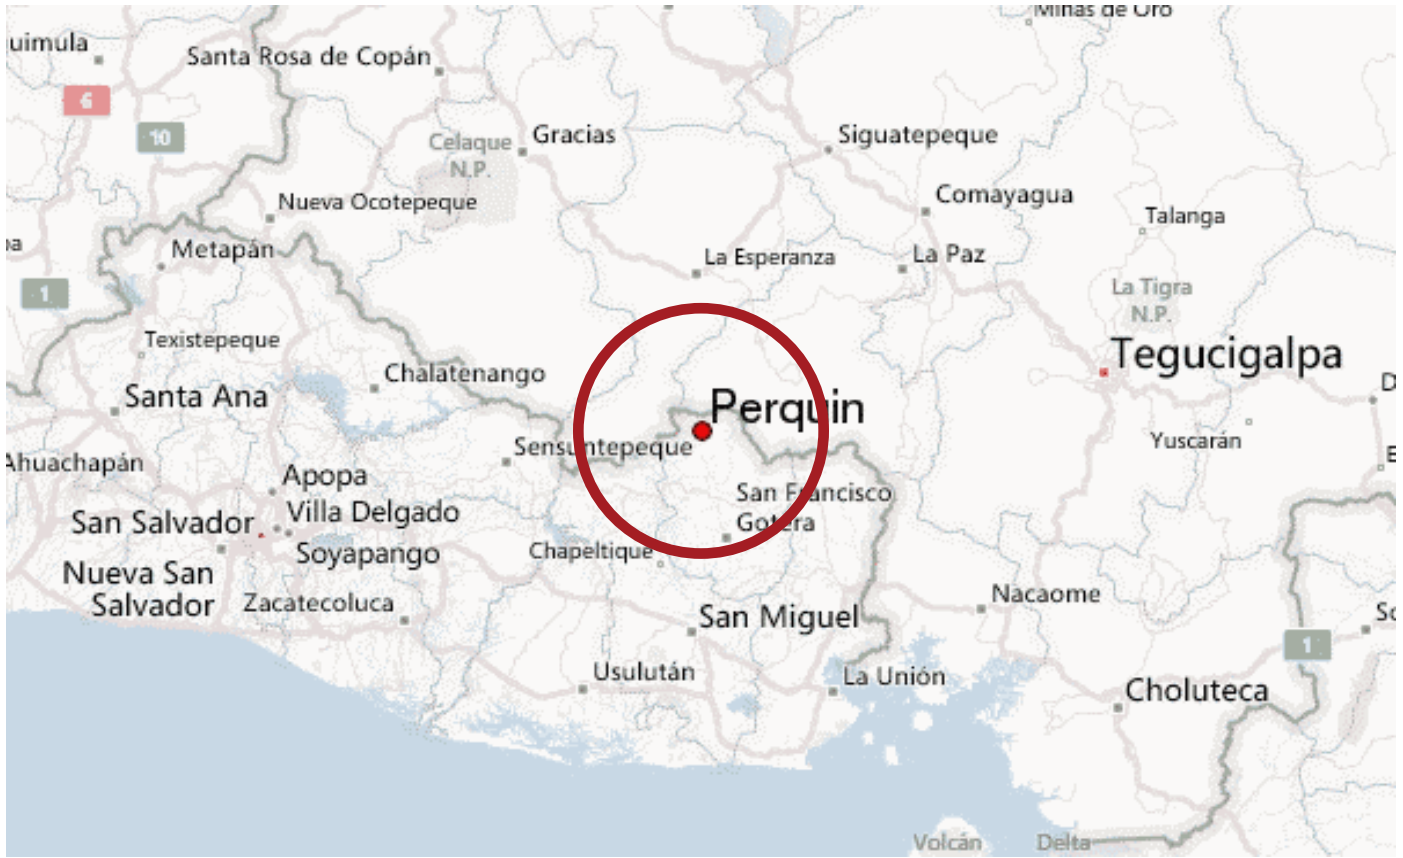 Minas de Oro
uimula
Santa Rosa de Copán
6
10
Celaque
N.P.
Gracias
Siguatepeque
Nueva Ocotepeque
Comayagua
Talanga
Metapán
La Esperanza
La Paz
1
La Tigra
N.P.
Texistepeque
Tegucigalpa
Chalatenango
Santa Ana
D
Perquin
Sensuntepeque
Yuscarán
E
Ahuachapán
Apopa
San Francisco
Gotera
Villa Delgado
San Salvador
Soyapango
Chapeltique
Nueva San
Salvador
Zacatecoluca
Nacaome
San Miguel
So
1
Usulután
La Unión
Choluteca
Volcán
Delta